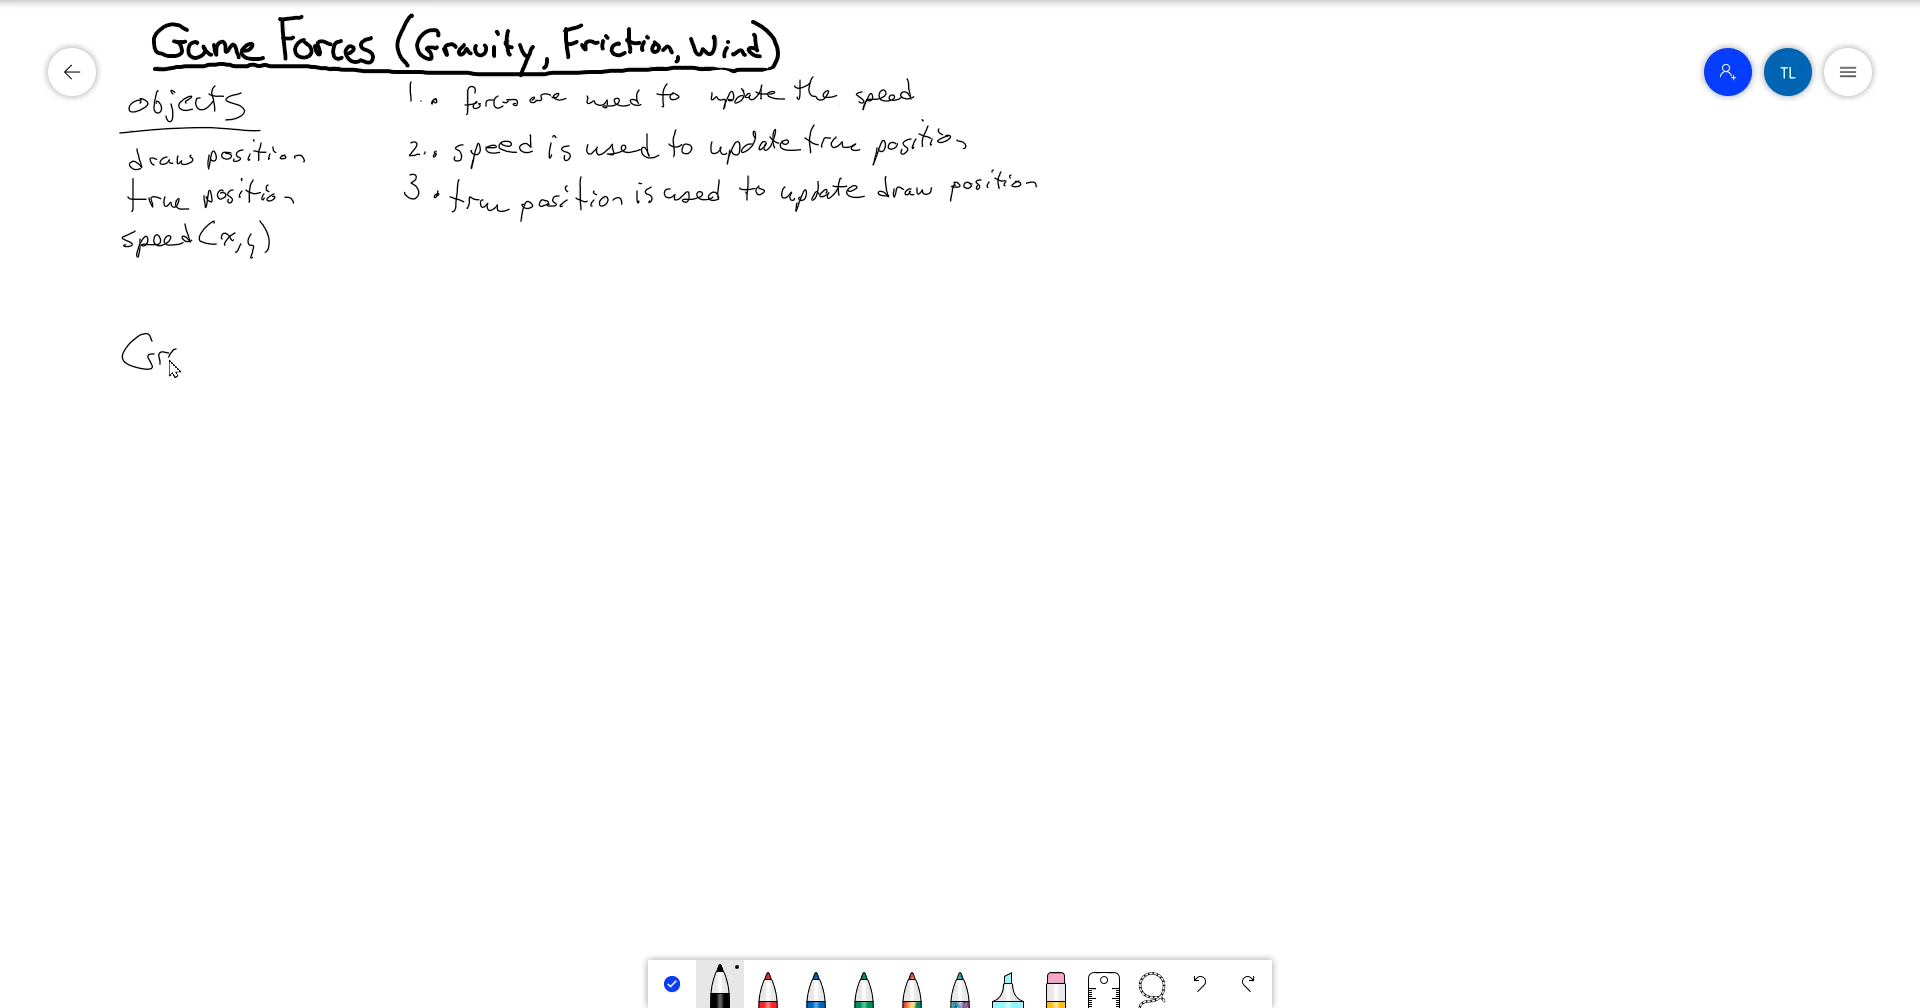 Game Forces (Gravity, Friction, Wind)
objects
draw position
true position
speed (x,y)
1. • forces are used to update the speed
2. • speed is used to update true position
3 • true position is used to update draw position
Gra
TL